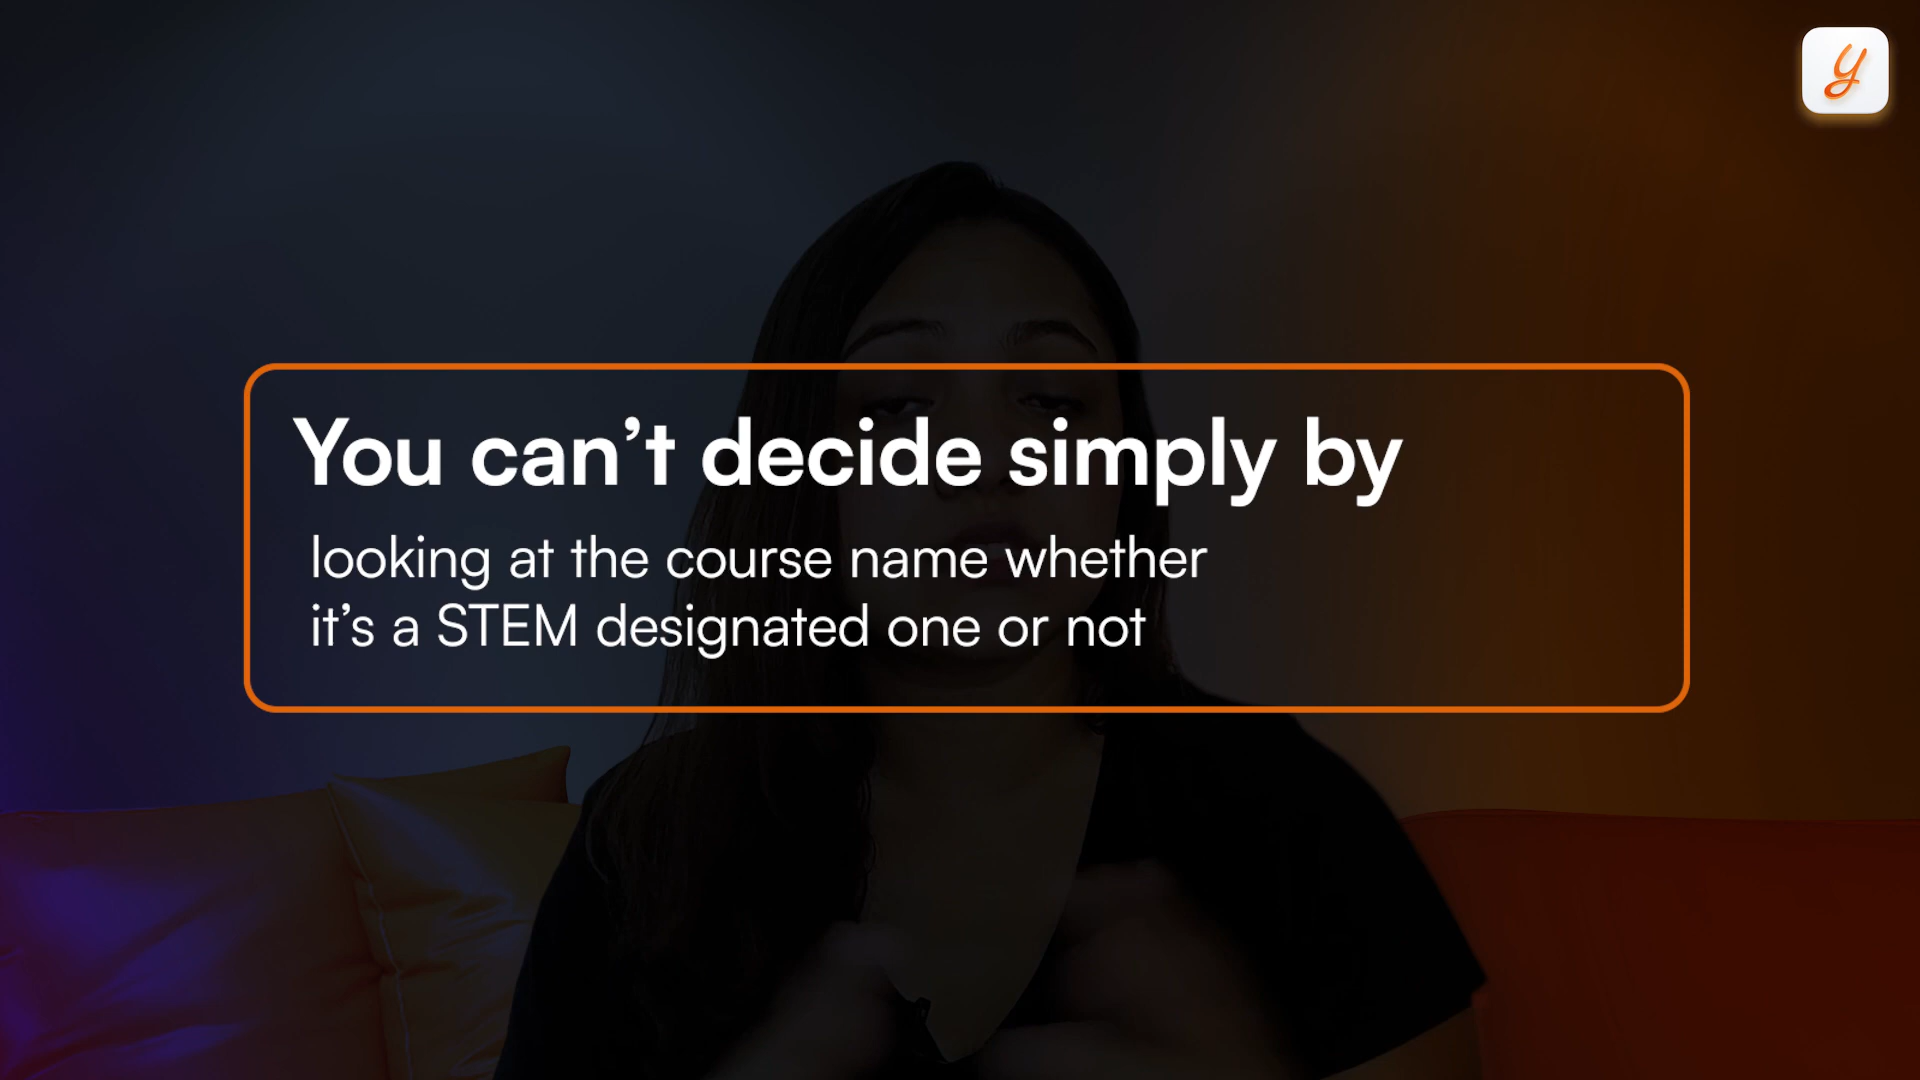 y
You can’t decide simply by
looking at the course name whether
it’s a STEM designated one or not